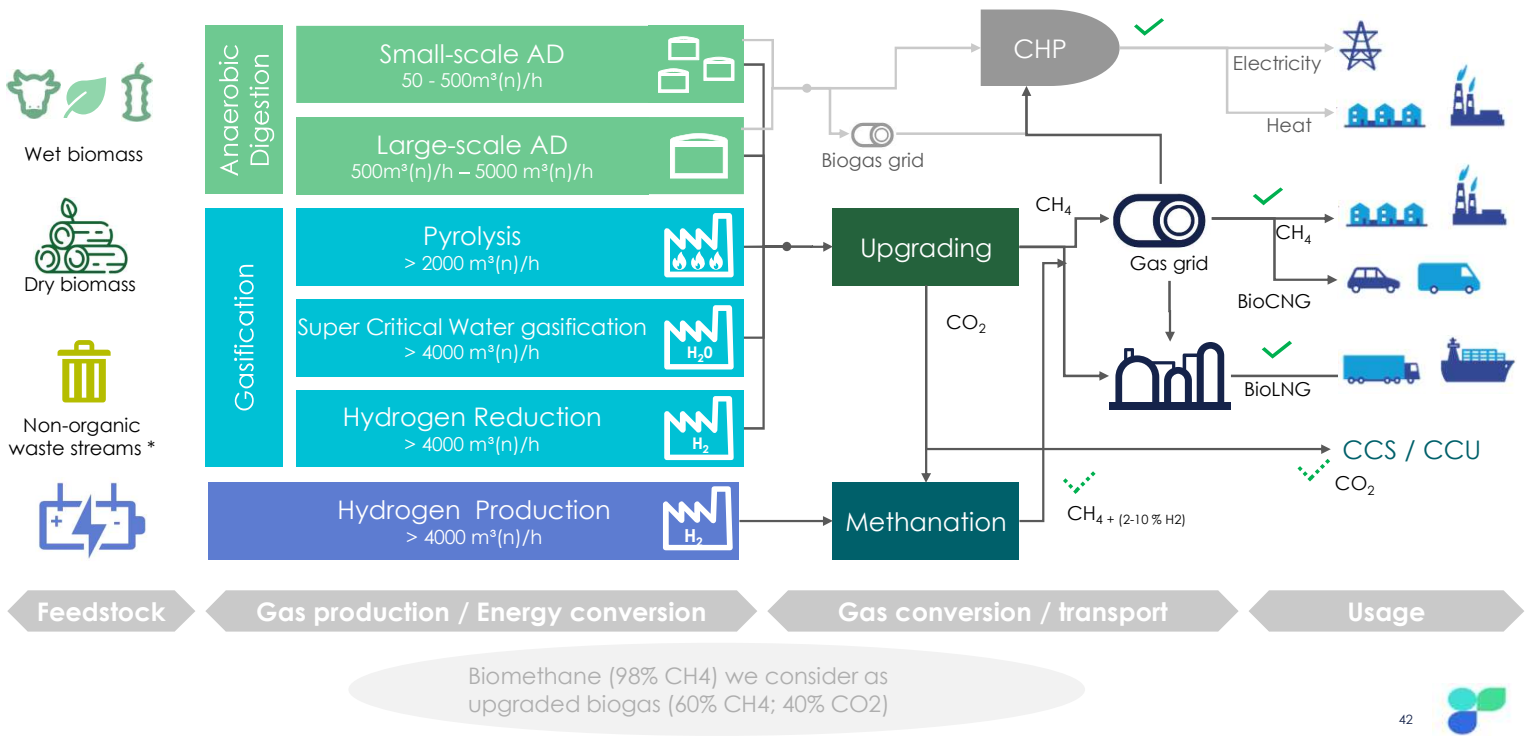 Wet biomass
Dry biomass
Non-organic
waste streams *
Anaerobic
Digestion
Small-scale AD
50 - 500m³(n)/h
Large-scale AD
500m³(n)/h – 5000 m³(n)/h
Gasification
Pyrolysis
> 2000 m³(n)/h
Super Critical Water gasification
> 4000 m³(n)/h
H₂0
Hydrogen Reduction
> 4000 m³(n)/h
H₂
Hydrogen Production
> 4000 m³(n)/h
H₂
+ -
Biogas grid
CHP
Electricity
Heat
Upgrading
CH₄
Gas grid
CH₄
BioCNG
CO₂
BioLNG
CCS / CCU
CO₂
Methanation
CH₄ + (2-10 % H2)
Feedstock
Gas production / Energy conversion
Gas conversion / transport
Usage
Biomethane (98% CH4) we consider as
upgraded biogas (60% CH4; 40% CO2)
42